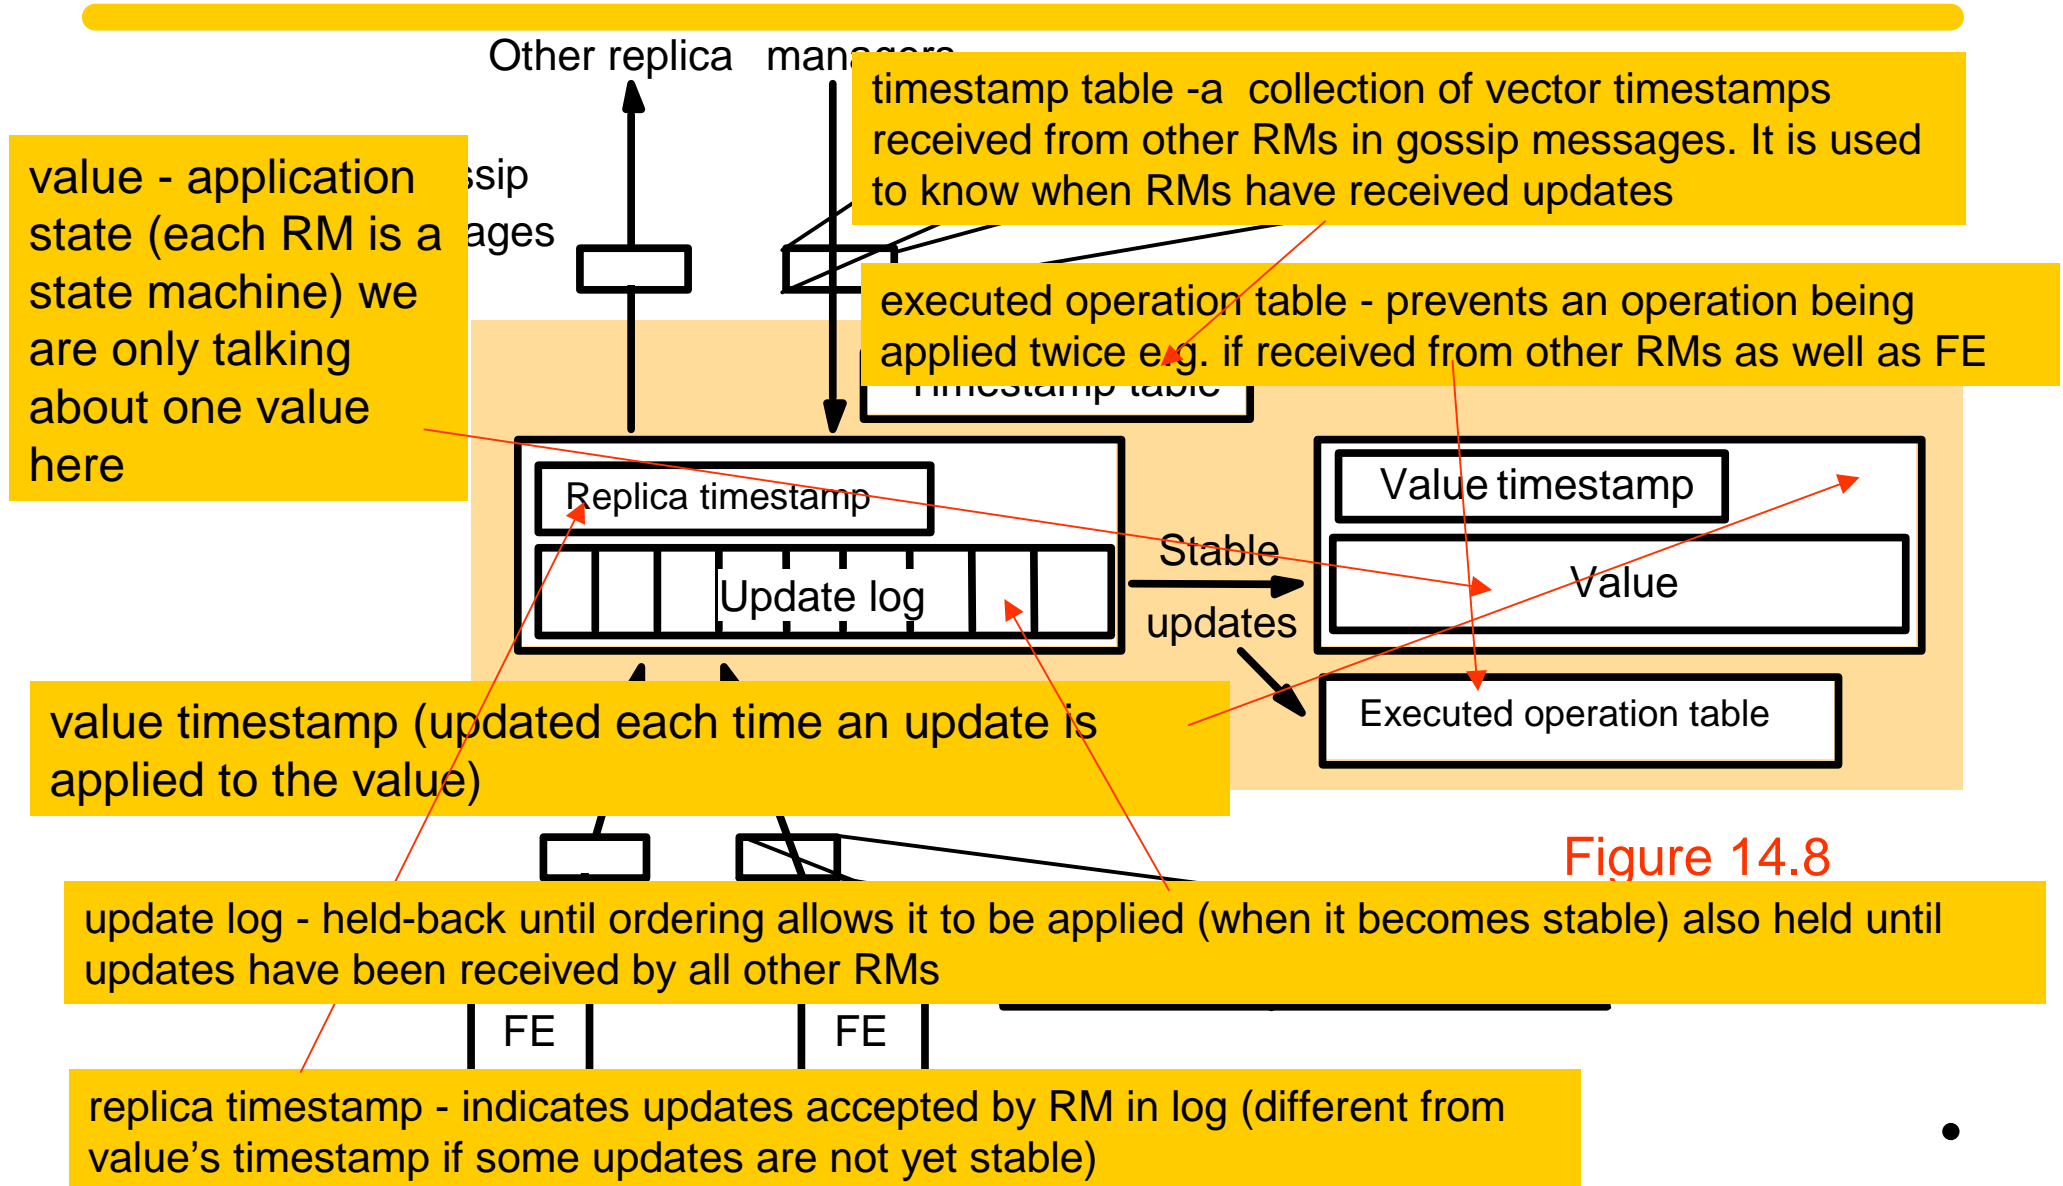 Other replica managers
timestamp table -a collection of vector timestamps
received from other RMs in gossip messages. It is used
to know when RMs have received updates
value - application
state (each RM is a
state machine) we
are only talking
about one value
here
ssip
ages
executed operation table - prevents an operation being
applied twice e.g. if received from other RMs as well as FE
Timestamp table
Replica timestamp
Update log
Stable
updates
Value timestamp
Value
Executed operation table
value timestamp (updated each time an update is
applied to the value)
Figure 14.8
update log - held-back until ordering allows it to be applied (when it becomes stable) also held until
updates have been received by all other RMs
FE
FE
replica timestamp - indicates updates accepted by RM in log (different from
value's timestamp if some updates are not yet stable)